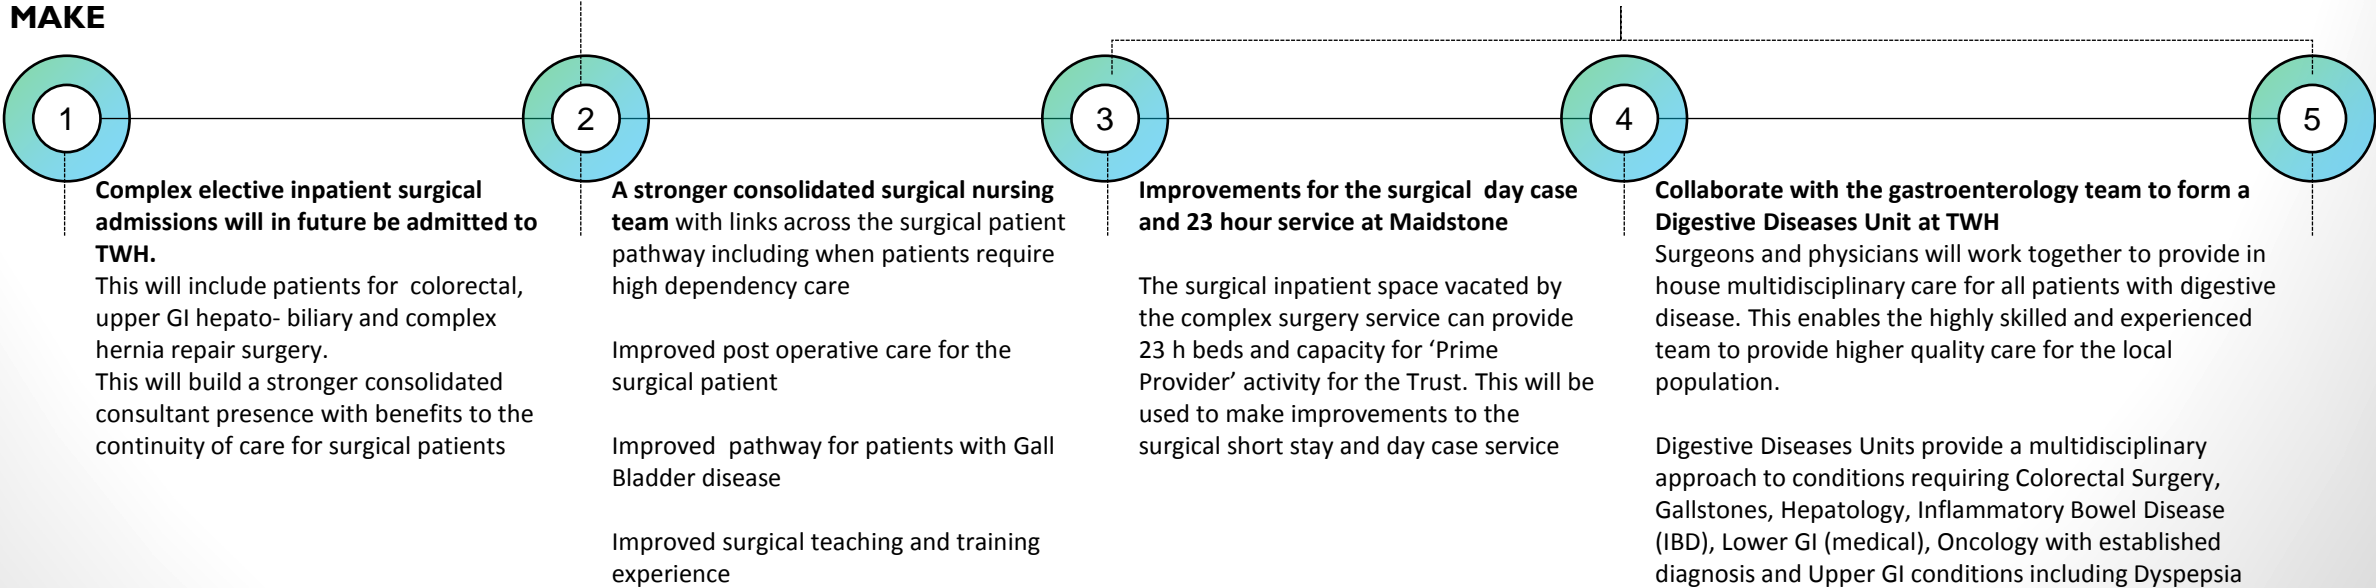 MAKE
1
2
3
4
5
Complex elective inpatient surgical
admissions will in future be admitted to
TWH.
This will include patients for colorectal,
upper GI hepato- biliary and complex
hernia repair surgery.
This will build a stronger consolidated
consultant presence with benefits to the
continuity of care for surgical patients
A stronger consolidated surgical nursing
team with links across the surgical patient
pathway including when patients require
high dependency care
Improved post operative care for the
surgical patient
Improved pathway for patients with Gall
Bladder disease
Improved surgical teaching and training
experience
Improvements for the surgical day case
and 23 hour service at Maidstone
The surgical inpatient space vacated by
the complex surgery service can provide
23 h beds and capacity for ‘Prime
Provider’ activity for the Trust. This will be
used to make improvements to the
surgical short stay and day case service
Collaborate with the gastroenterology team to form a
Digestive Diseases Unit at TWH
Surgeons and physicians will work together to provide in
house multidisciplinary care for all patients with digestive
disease. This enables the highly skilled and experienced
team to provide higher quality care for the local
population.
Digestive Diseases Units provide a multidisciplinary
approach to conditions requiring Colorectal Surgery,
Gallstones, Hepatology, Inflammatory Bowel Disease
(IBD), Lower GI (medical), Oncology with established
diagnosis and Upper GI conditions including Dyspepsia